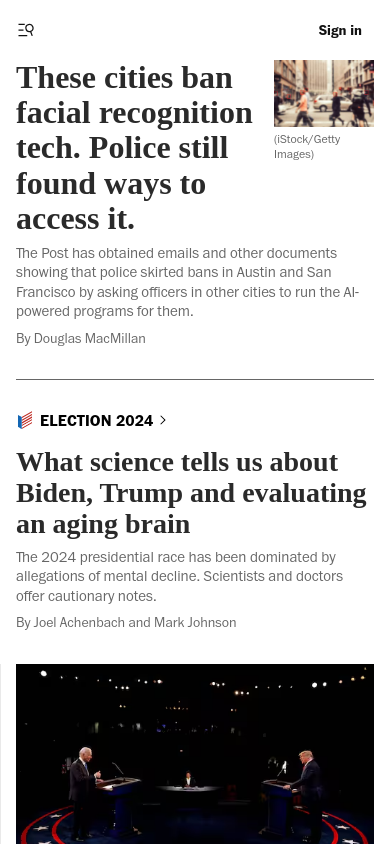 Sign in
These cities ban
facial recognition
tech. Police still
found ways to
access it.
(iStock/Getty
Images)
The Post has obtained emails and other documents
showing that police skirted bans in Austin and San
Francisco by asking officers in other cities to run the AI-
powered programs for them.
By Douglas MacMillan
ELECTION 2024
What science tells us about
Biden, Trump and evaluating
an aging brain
The 2024 presidential race has been dominated by
allegations of mental decline. Scientists and doctors
offer cautionary notes.
By Joel Achenbach and Mark Johnson